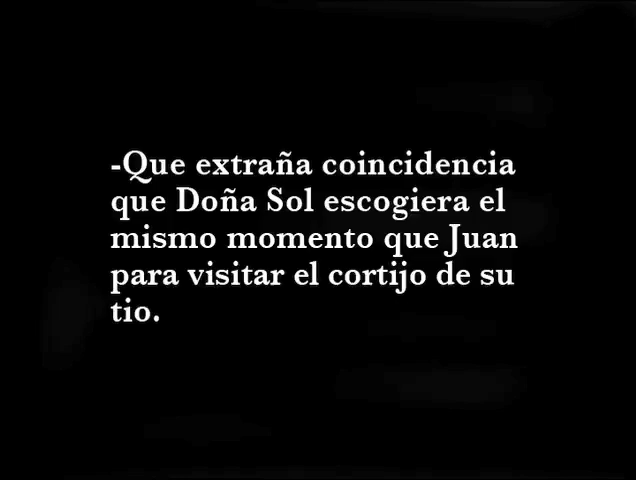 -Que extraña coincidencia
que Doña Sol escogiera el
mismo momento que Juan
para visitar el cortijo de su
tio.